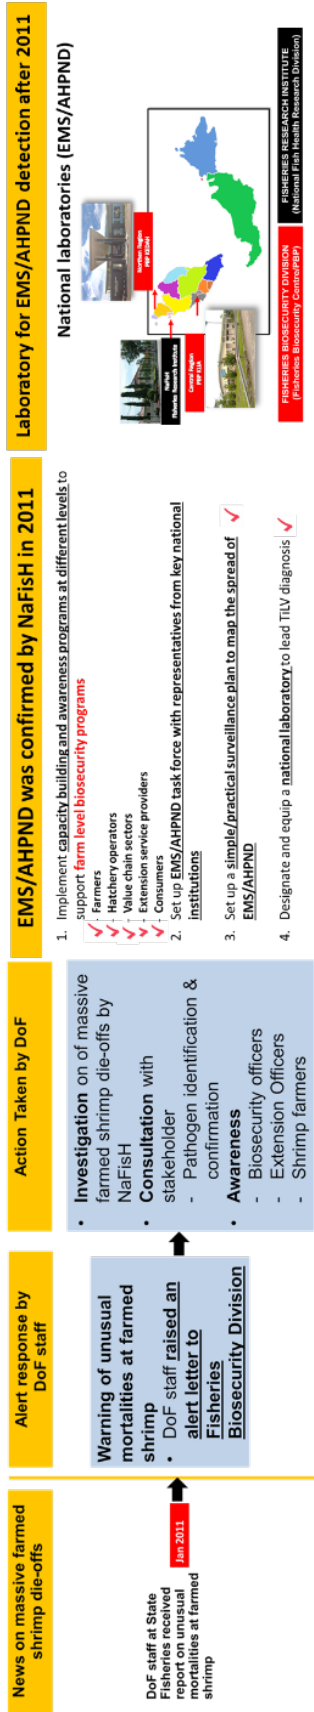 News on massive farmed
shrimp die-offs
DoF staff at State
Fisheries received
report on unusual
mortalities at farmed
shrimp
Jan 2011
Alert response by
DoF staff
Warning of unusual
mortalities at farmed
shrimp
• DoF staff raised an
alert letter to
Fisheries
Biosecurity Division
Action Taken by DoF
• Investigation on of massive
farmed shrimp die-offs by
NaFisH
• Consultation with
stakeholder
- Pathogen identification &
confirmation
• Awareness
- Biosecurity officers
- Extension Officers
- Shrimp farmers
EMS/AHPND was confirmed by NaFisH in 2011
1. Implement capacity building and awareness programs at different levels to
support farm level biosecurity programs
- Farmers
- Hatchery operators
- Value chain sectors
- Extension service providers
- Consumers
2. Set up EMS/AHPND task force with representatives from key national
institutions
3. Set up a simple/practical surveillance plan to map the spread of
EMS/AHPND
4. Designate and equip a national laboratory to lead TiLV diagnosis
Laboratory for EMS/AHPND detection after 2011
National laboratories (EMS/AHPND)
Northern Region
PBP KEDAH
NaFisH
Fisheries Research Institute
Central Region
PBP KLIA
FISHERIES BIOSECURITY DIVISION
(Fisheries Biosecurity Centre/PBP)
FISHERIES RESEARCH INSTITUTE
(National Fish Health Research Division)